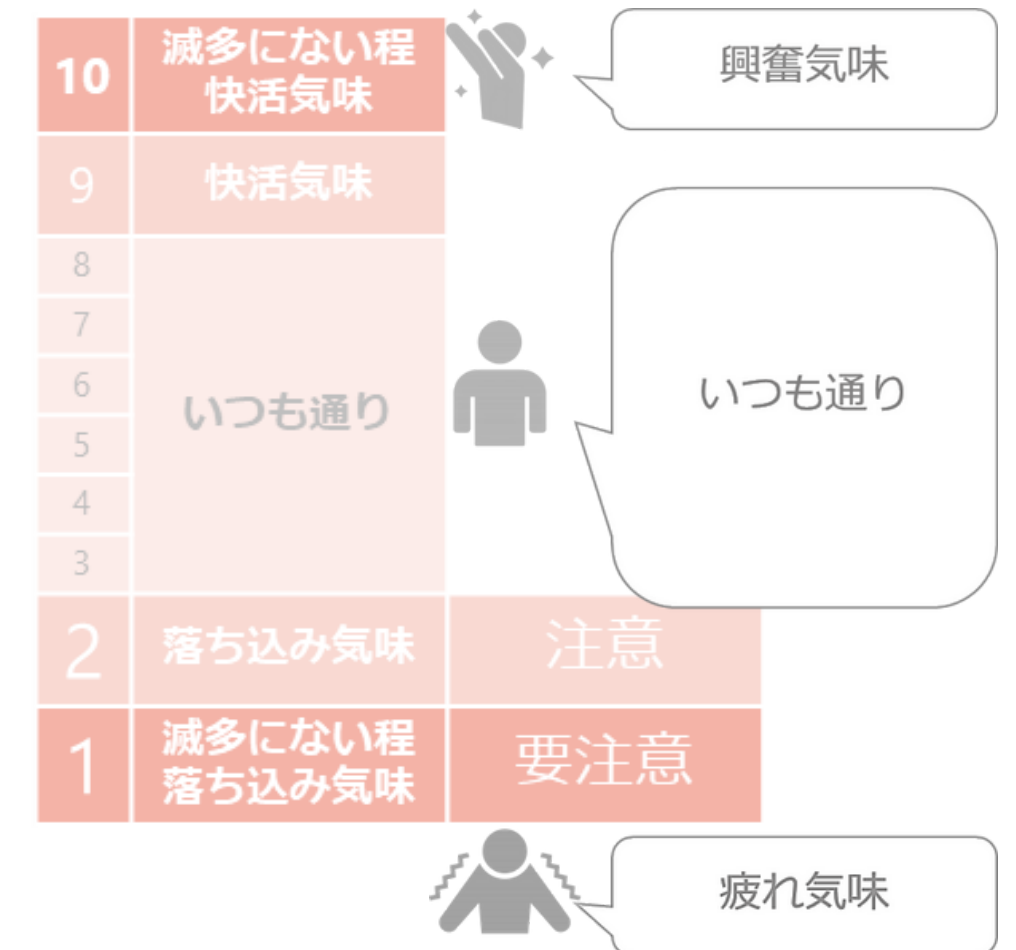 10
滅多にない程
快活気味
興奮気味
9
快活気味
8
7
6
5
4
3
いつも通り
いつも通り
2
落ち込み気味
注意
1
滅多にない程
落ち込み気味
要注意
疲れ気味